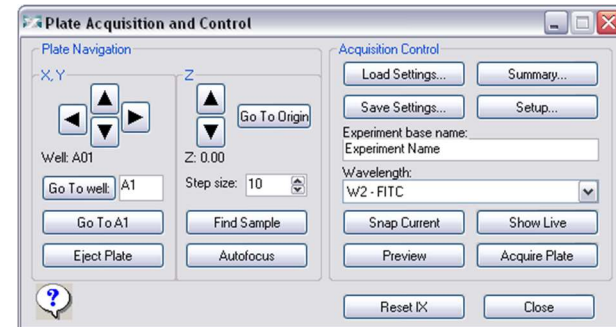 Plate Acquisition and Control
Plate Navigation
X, Y
Well: A01
Go To well: A1
Go To A1
Eject Plate
Z
Go To Origin
Z: 0.00
Step size: 10
Find Sample
Autofocus
Acquisition Control
Load Settings... Summary...
Save Settings... Setup...
Experiment base name:
Experiment Name
Wavelength:
W2 - FITC
Snap Current Show Live
Preview Acquire Plate
?
Reset IX Close